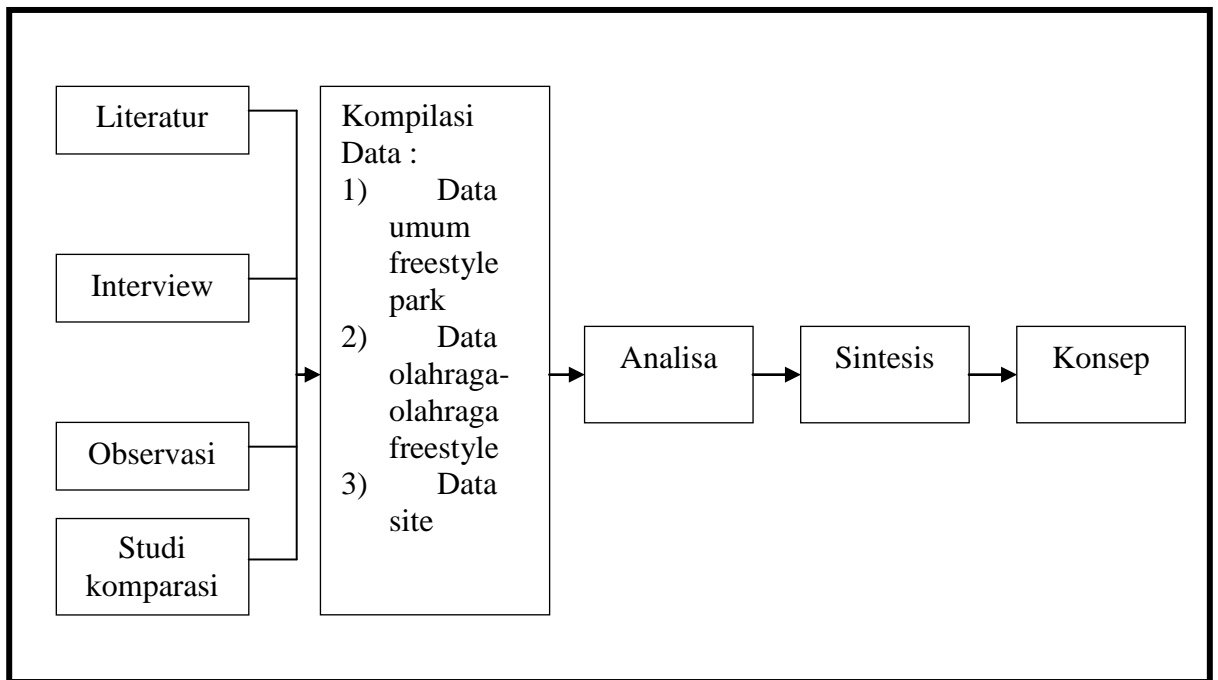 Literatur
Interview
Observasi
Studi
komparasi
Kompilasi
Data :
1) Data
umum
freestyle
park
2) Data
olahraga-
olahraga
freestyle
3) Data
site
Analisa
Sintesis
Konsep